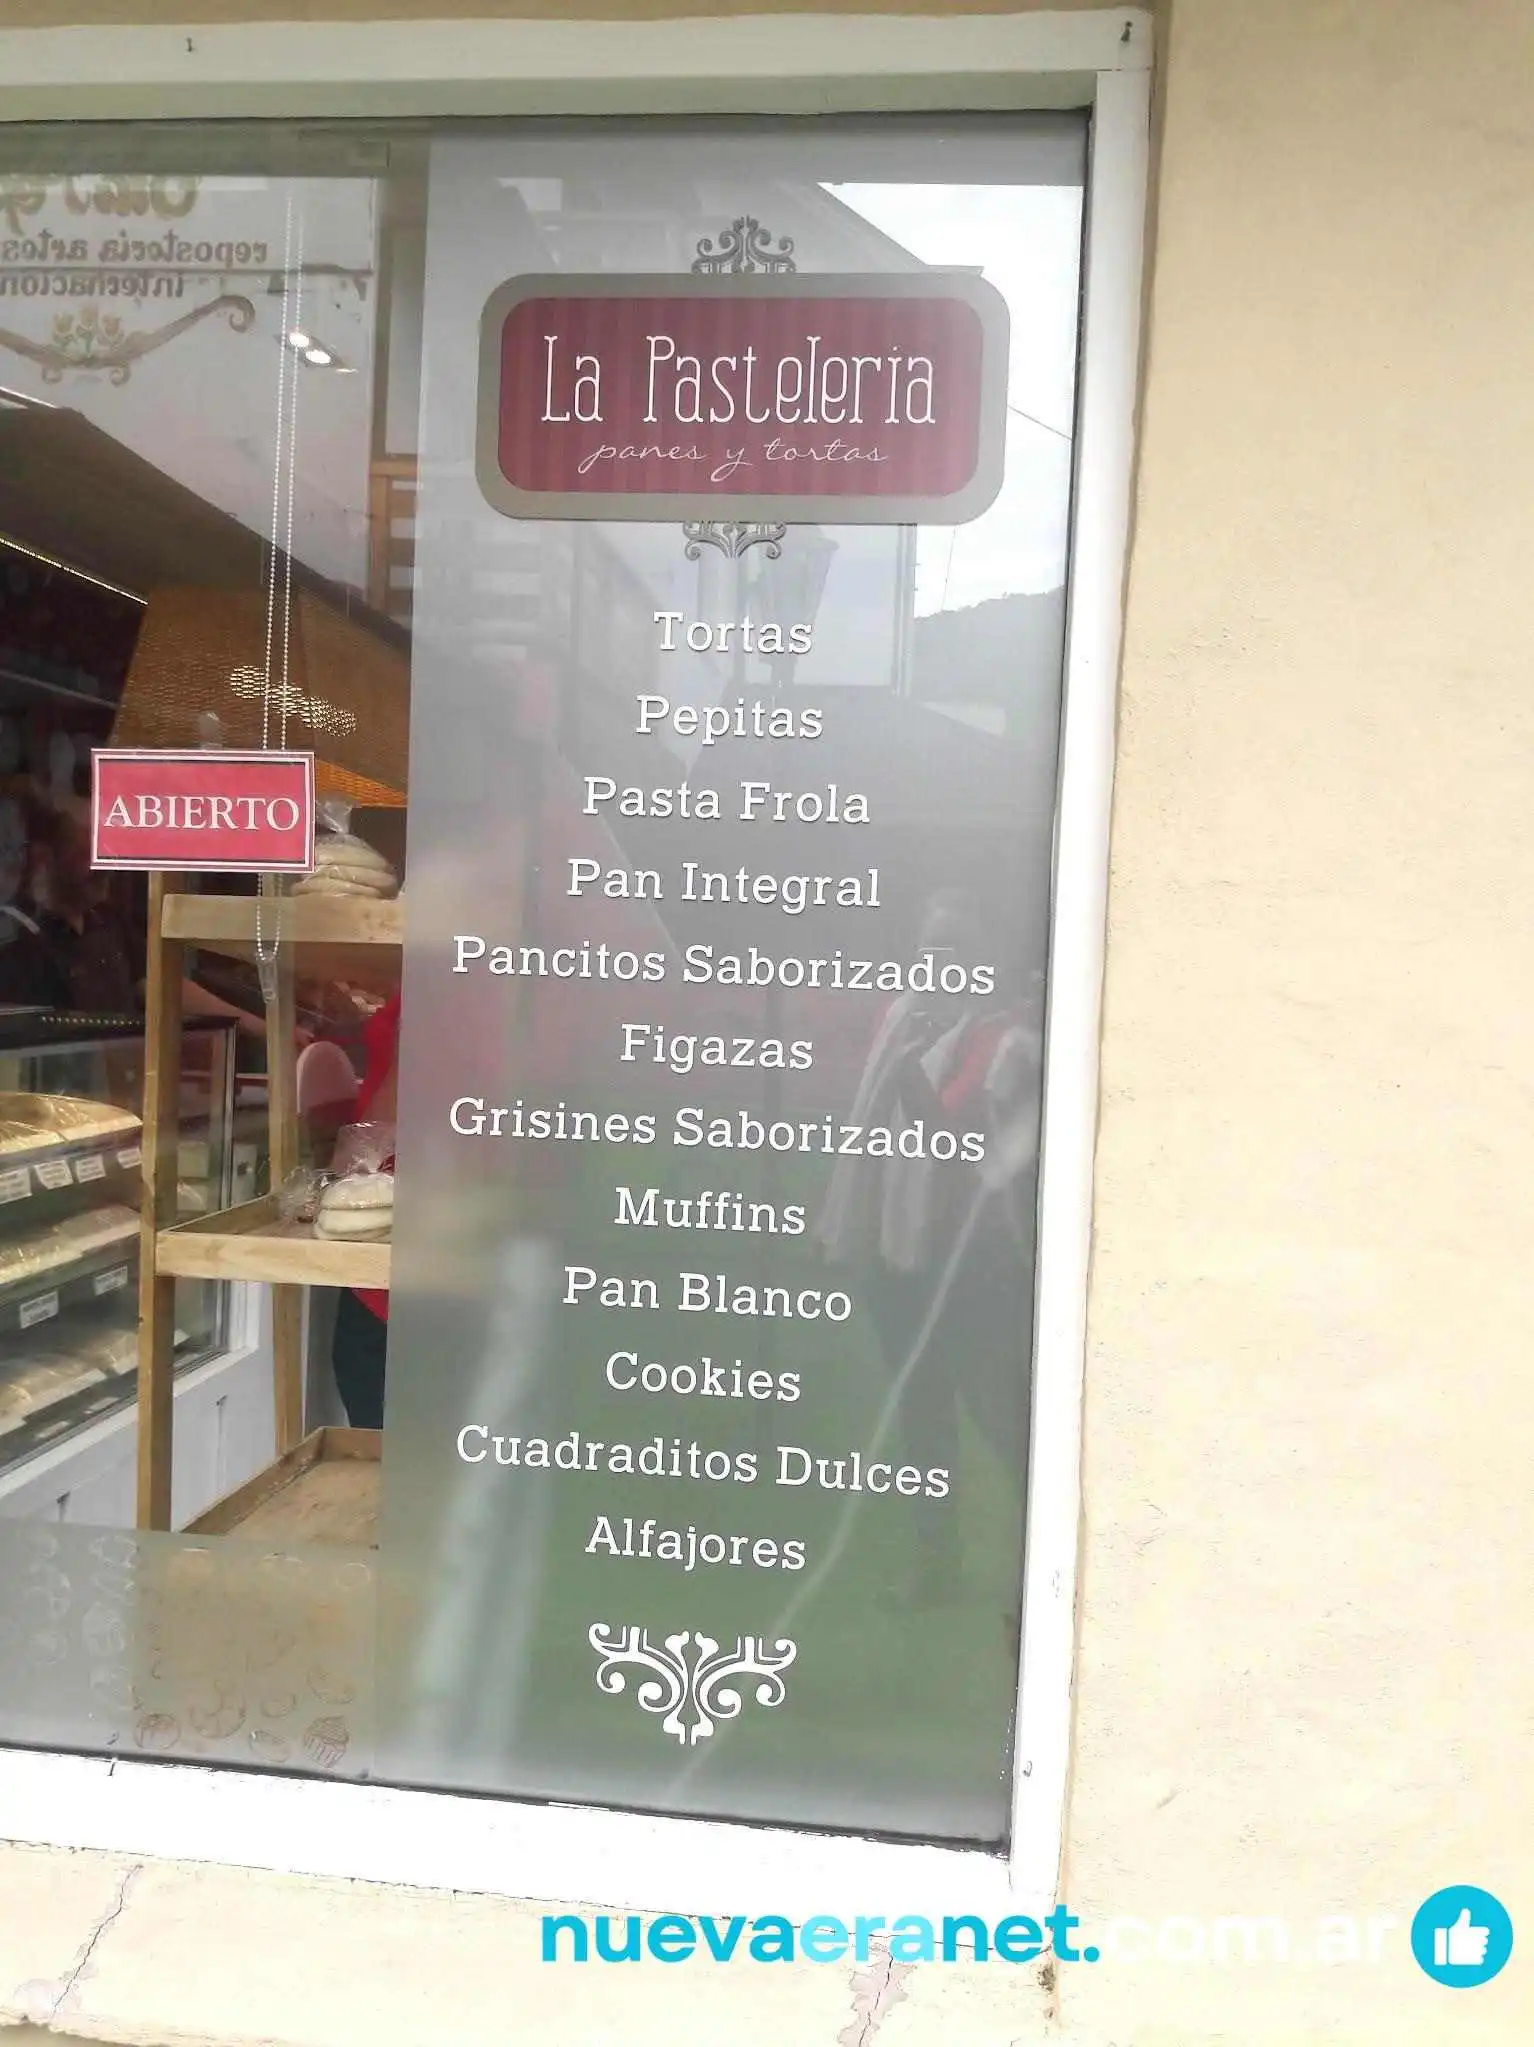 reposteria
La Pasteleria
panes y tortas
Tortas
Pepitas
Pasta Frola
ABIERTO
Pan Integral
Pancitos Saborizados
Figazas
Grisines Saborizados
Muffins
Pan Blanco
Cookies
Cuadraditos Dulces
Alfajores
nuevaeranet.com.ar